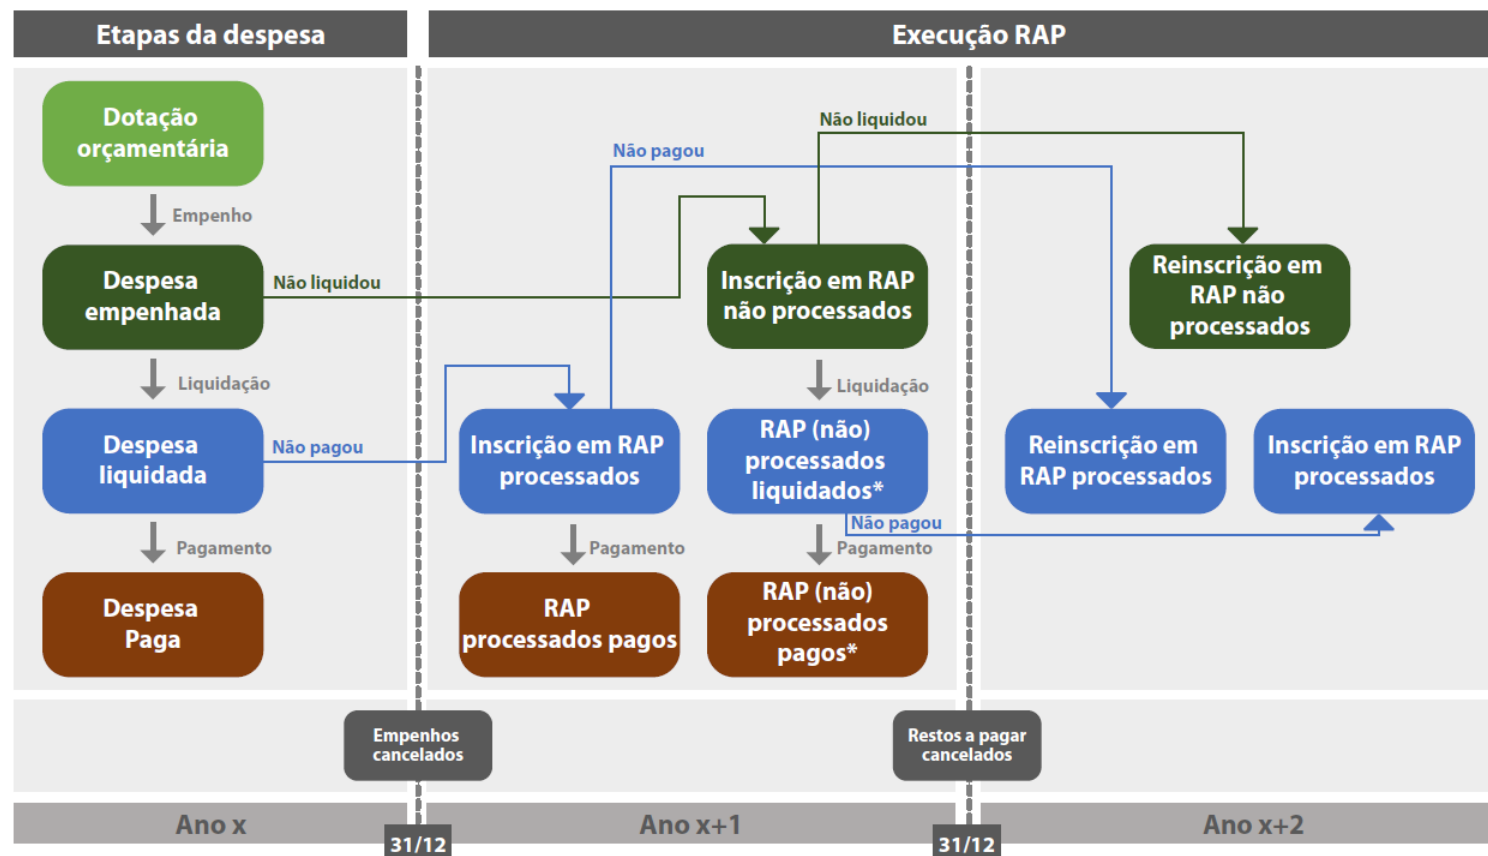 Etapas da despesa
Execução RAP
Dotação
orçamentária
Empenho
Despesa
empenhada
Não liquidou
Liquidação
Despesa
liquidada
Não pagou
Pagamento
Despesa
Paga
Não pagou
Não liquidou
Inscrição em RAP
não processados
Liquidação
Inscrição em RAP
processados
RAP (não)
processados
liquidados*
Não pagou
Pagamento
Pagamento
RAP
processados pagos
RAP (não)
processados
pagos*
Reinscrição em
RAP não
processados
Reinscrição em
RAP processados
Inscrição em RAP
processados
Empenhos
cancelados
Restos a pagar
cancelados
Ano x
31/12
Ano x+1
31/12
Ano x+2